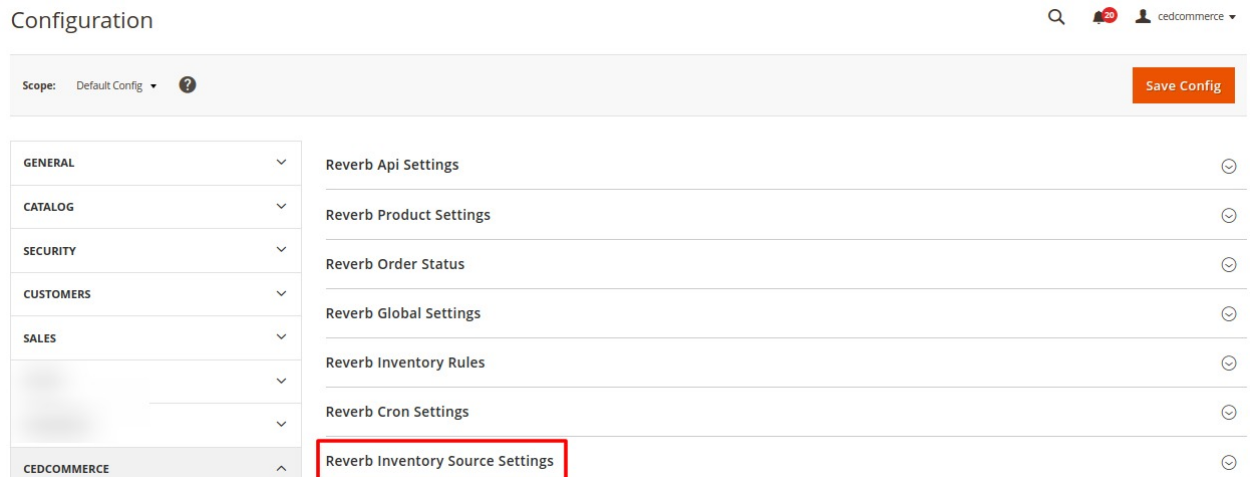 Configuration
20
cedcommerce
Scope: Default Config ?
Save Config
GENERAL
CATALOG
SECURITY
CUSTOMERS
SALES
CEDCOMMERCE
Reverb Api Settings
Reverb Product Settings
Reverb Order Status
Reverb Global Settings
Reverb Inventory Rules
Reverb Cron Settings
Reverb Inventory Source Settings